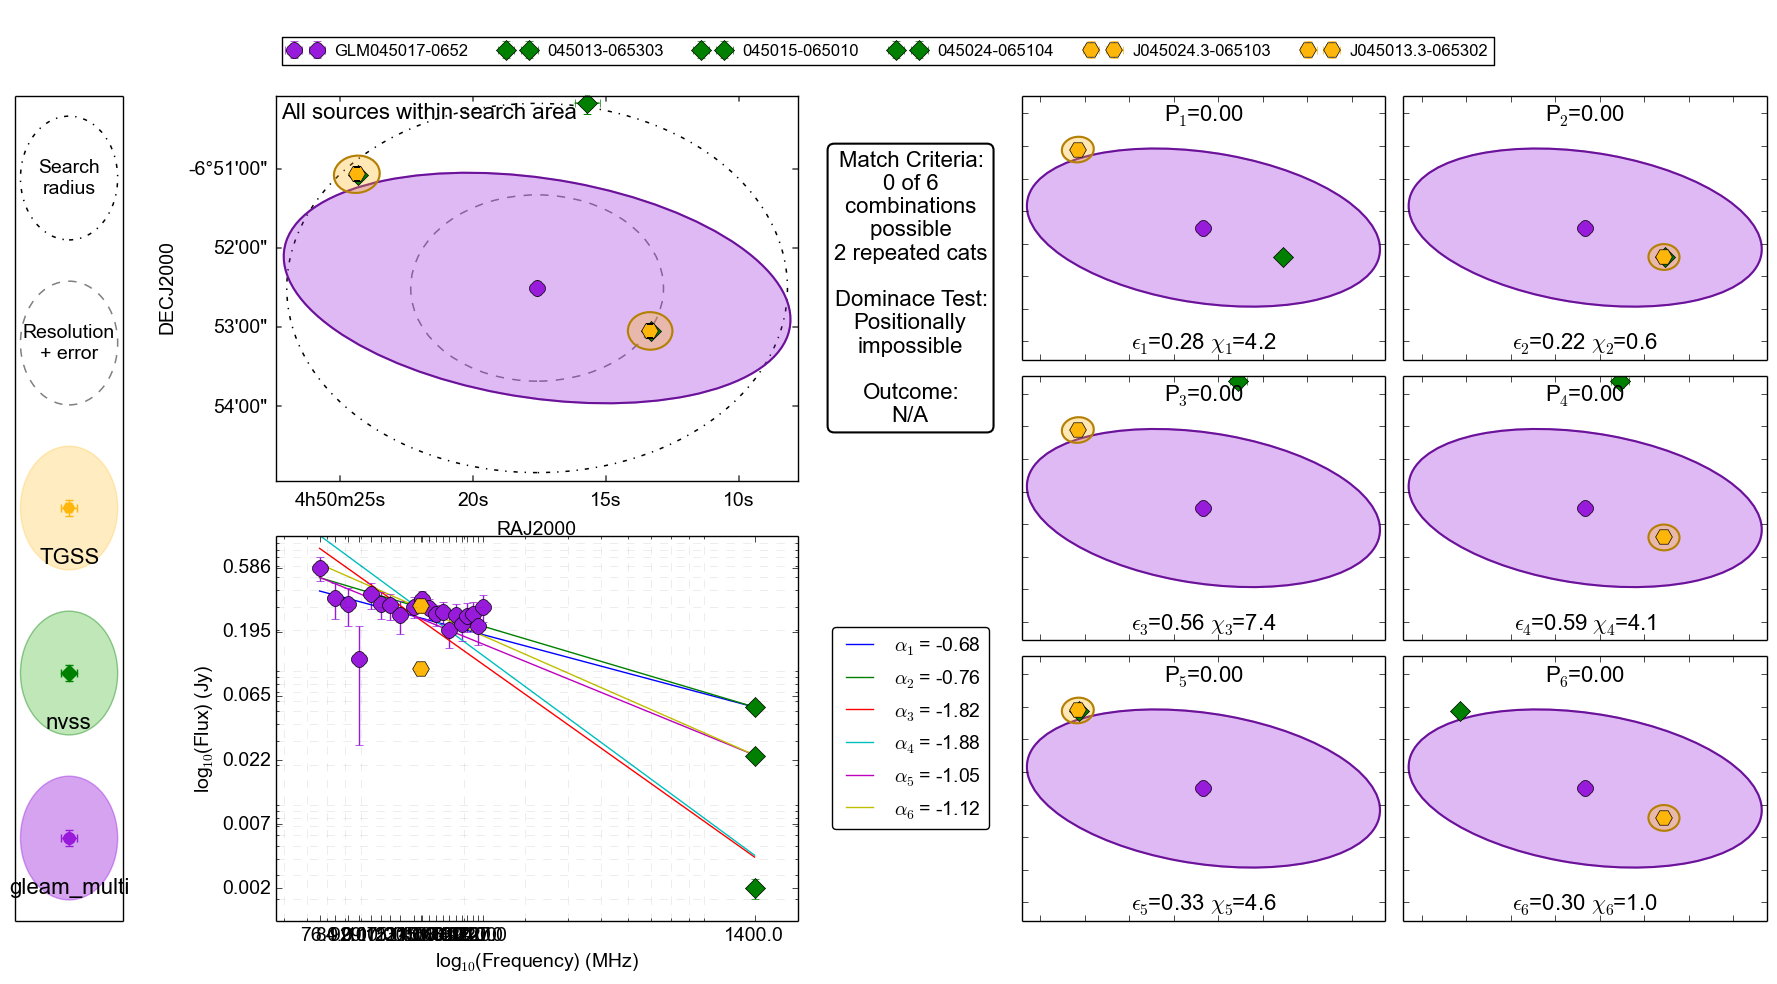 GLM045017-0652 045013-065303 045015-065010 045024-065104 J045024.3-065103 J045013.3-065302
Search
radius
Resolution
+ error
TGSS
nvss
gleam_multi
All sources within search area
DECJ2000
-6°51'00"
52'00"
53'00"
54'00"
4h50m25s 20s 15s 10s
RAJ2000
log10(Flux) (Jy)
0.586
0.195
0.065
0.022
0.007
0.002
1400.0
log10(Frequency) (MHz)
Match Criteria:
0 of 6
combinations
possible
2 repeated cats
Dominace Test:
Positionally
impossible
Outcome:
N/A
α1 = -0.68
α2 = -0.76
α3 = -1.82
α4 = -1.88
α5 = -1.05
α6 = -1.12
P1=0.00
ϵ1=0.28 χ1=4.2
P2=0.00
ϵ2=0.22 χ2=0.6
P3=0.00
ϵ3=0.56 χ3=7.4
P4=0.00
ϵ4=0.59 χ4=4.1
P5=0.00
ϵ5=0.33 χ5=4.6
P6=0.00
ϵ6=0.30 χ6=1.0